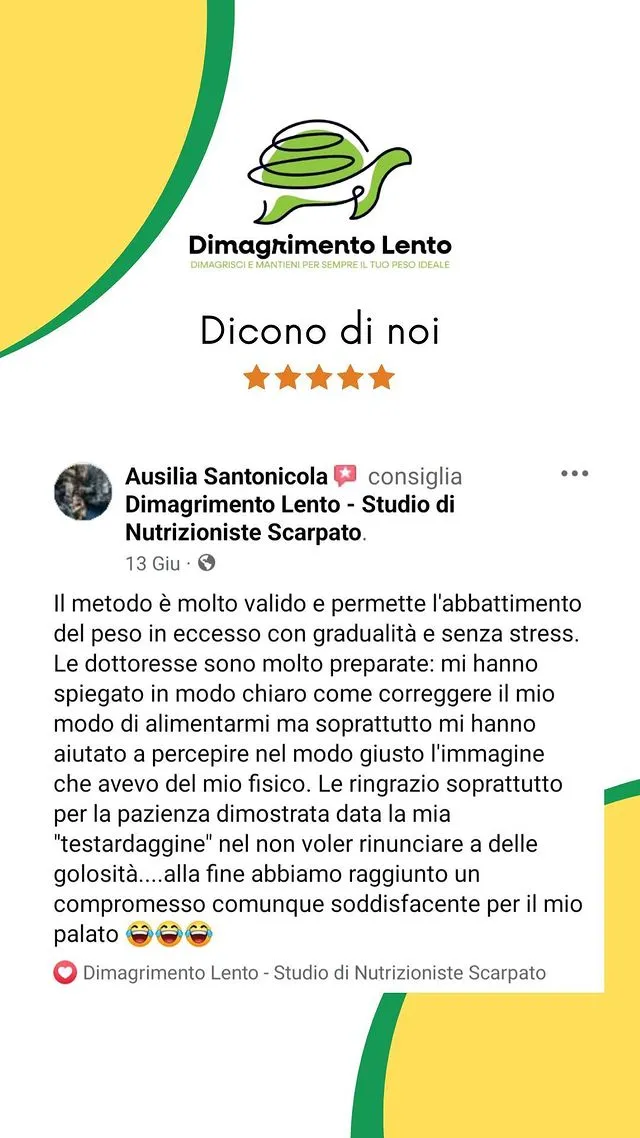 Dimagrimento Lento
DIMAGRISCI E MANTIENI PER SEMPRE IL TUO PESO IDEALE
Dicono di noi
Ausilia Santonicola consiglia
Dimagrimento Lento - Studio di
Nutrizioniste Scarpato.
13 Giu ·
Il metodo è molto valido e permette l'abbattimento
del peso in eccesso con gradualità e senza stress.
Le dottoresse sono molto preparate: mi hanno
spiegato in modo chiaro come correggere il mio
modo di alimentarmi ma soprattutto mi hanno
aiutato a percepire nel modo giusto l'immagine
che avevo del mio fisico. Le ringrazio soprattutto
per la pazienza dimostrata data la mia
"testardaggine" nel non voler rinunciare a delle
golosità....alla fine abbiamo raggiunto un
compromesso comunque soddisfacente per il mio
palato 😂😂😂
Dimagrimento Lento - Studio di Nutrizioniste Scarpato